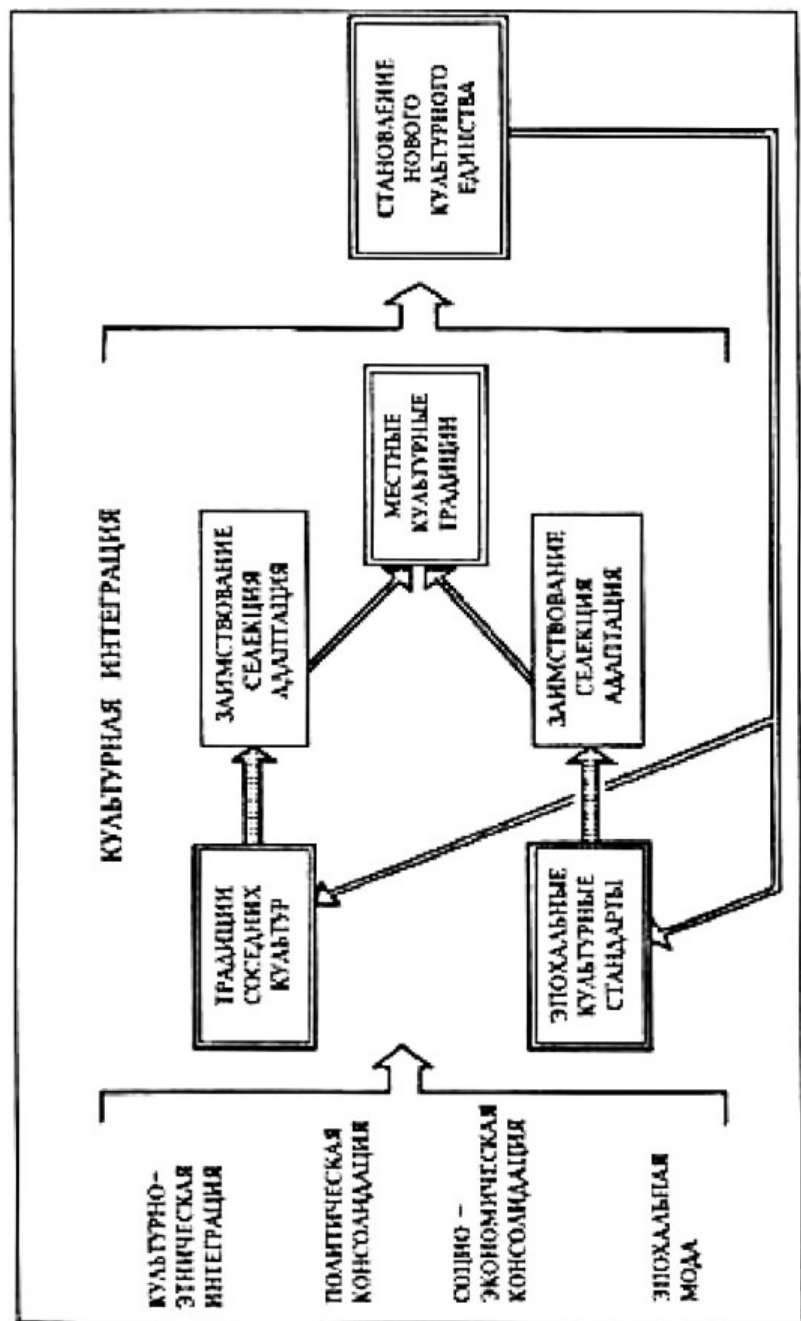 КУЛЬТУРНАЯ ИНТЕГРАЦИЯ
КУЛЬТУРНО–
ЭТНИЧЕСКАЯ
ИНТЕГРАЦИЯ
ПОЛИТИЧЕСКАЯ
КОНСОЛИДАЦИЯ
СОЦИО –
ЭКОНОМИЧЕСКАЯ
КОНСОЛИДАЦИЯ
ЭПОХАЛЬНАЯ
МОДА
ТРАДИЦИИ
СОСЕДНИХ
КУЛЬТУР
ЭПОХАЛЬНЫЕ
КУЛЬТУРНЫЕ
СТАНДАРТЫ
ЗАИМСТВОВАНИЕ
СЕЛЕКЦИЯ
АДАПТАЦИЯ
ЗАИМСТВОВАНИЕ
СЕЛЕКЦИЯ
АДАПТАЦИЯ
МЕСТНЫЕ
КУЛЬТУРНЫЕ
ТРАДИЦИИ
СТАНОВЛЕНИЕ
НОВОГО
КУЛЬТУРНОГО
ЕДИНСТВА